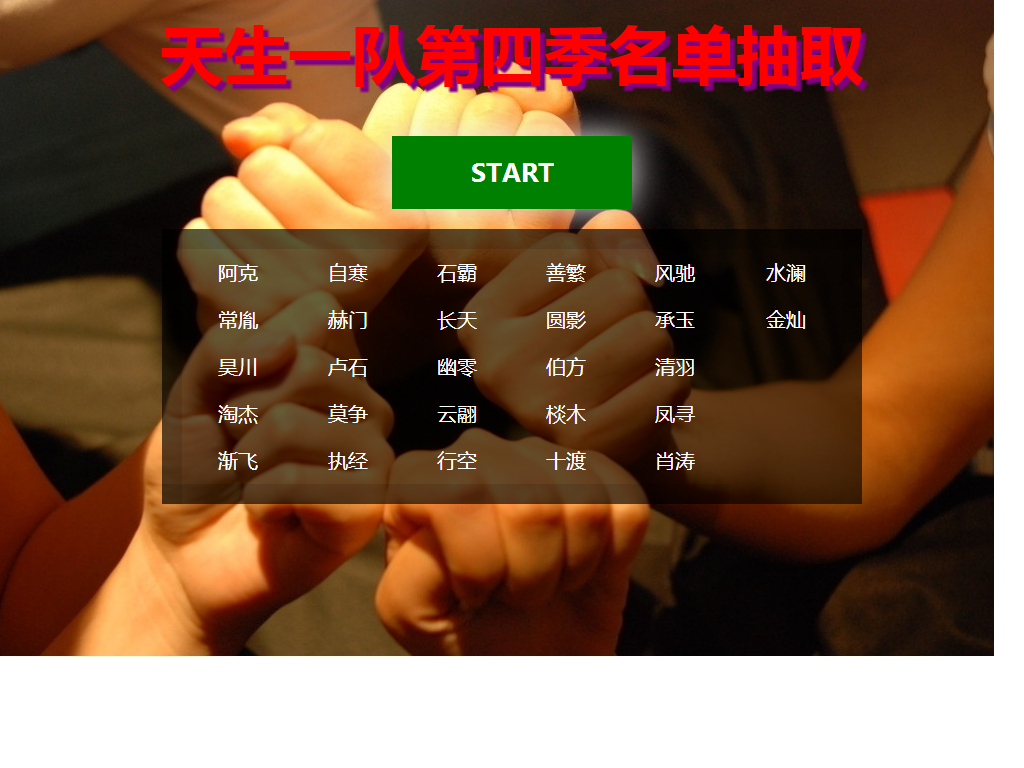 天生一队第四季名单抽取
START
阿克 自寒 石霸 善繁 风驰 水澜
常胤 赫门 长天 圆影 承玉 金灿
昊川 卢石 幽零 伯方 清羽
淘杰 莫争 云翮 棪木 凤寻
渐飞 执经 行空 十渡 肖涛